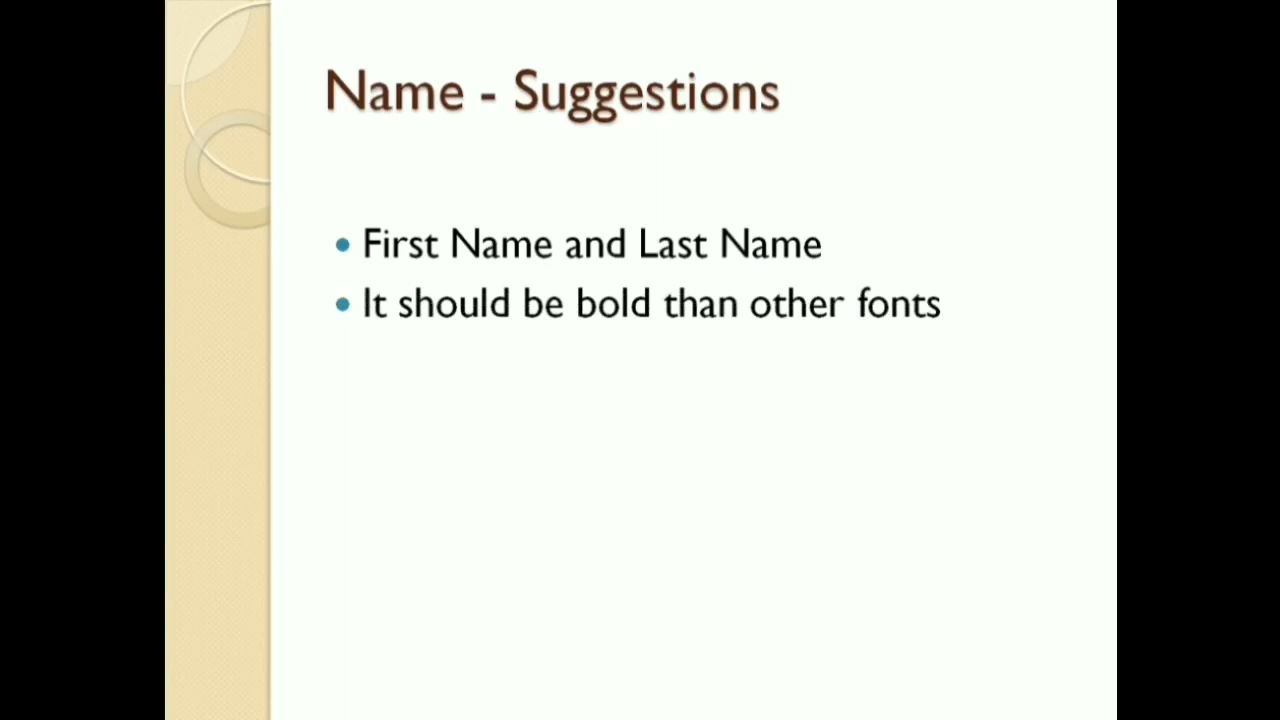 Name - Suggestions
• First Name and Last Name
• It should be bold than other fonts